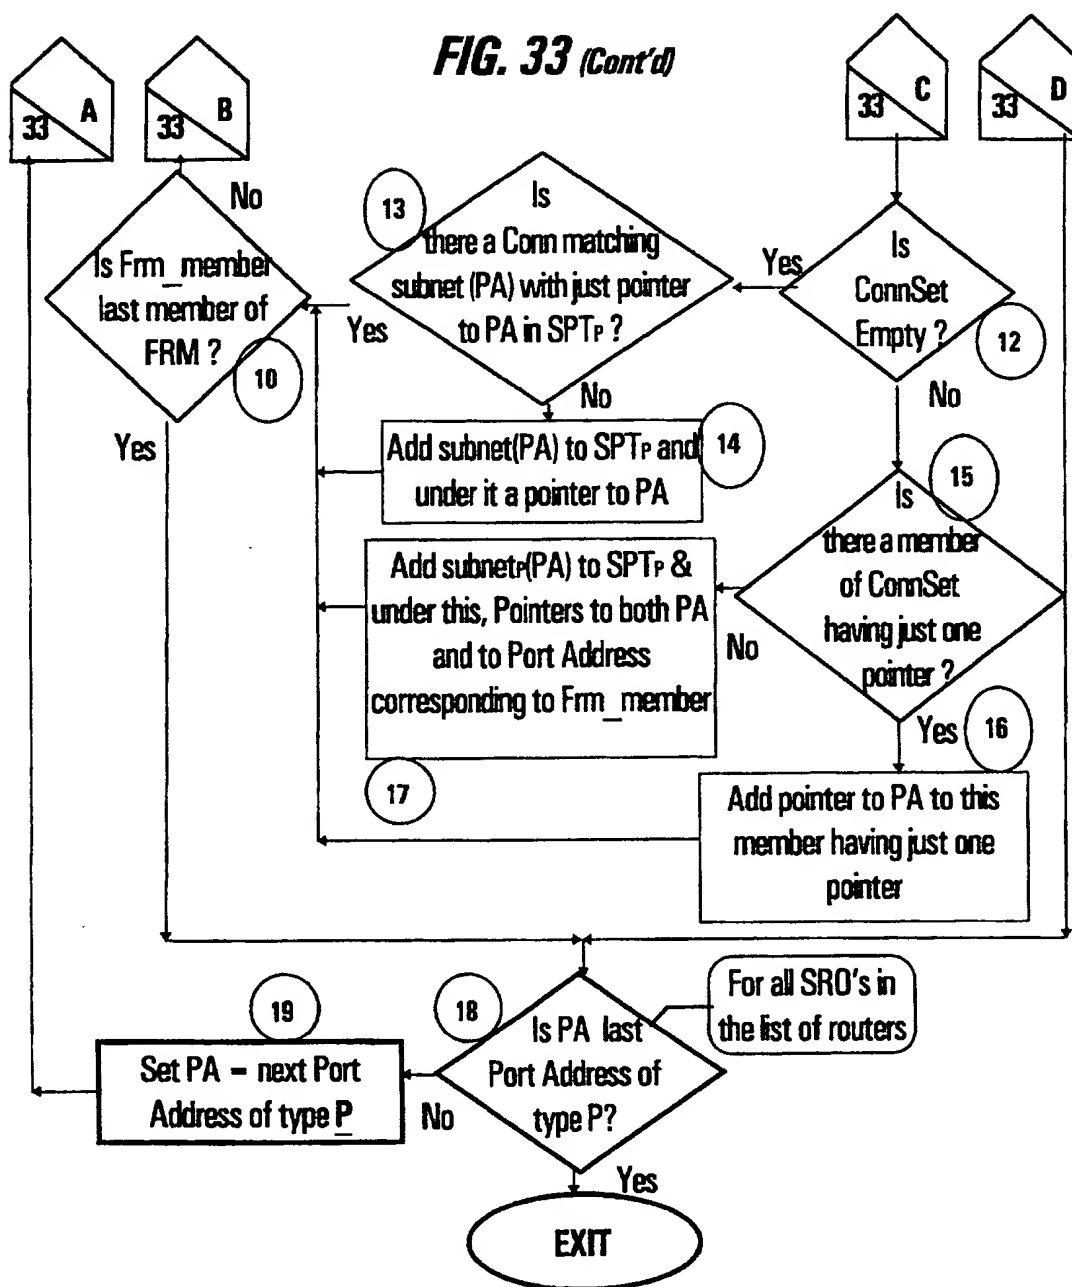 FIG. 33 (Cont'd)
33 A
33 B
33 C
33 D
No
Is Frm_member
last member of
FRM ?
10
Yes
13
Is
there a Conn matching
subnet (PA) with just pointer
to PA in SPTP ?
Yes
No
Yes
Is
ConnSet
Empty ?
12
No
Add subnet(PA) to SPTP and
under it a pointer to PA
14
15
Is
there a member
of ConnSet
having just one
pointer ?
No
Yes
Add subnetP(PA) to SPTP &
under this, Pointers to both PA
and to Port Address
corresponding to Frm_member
17
16
Add pointer to PA to this
member having just one
pointer
For all SRO's in
the list of routers
18
Is PA last
Port Address of
type P?
No
19
Set PA = next Port
Address of type P
Yes
EXIT